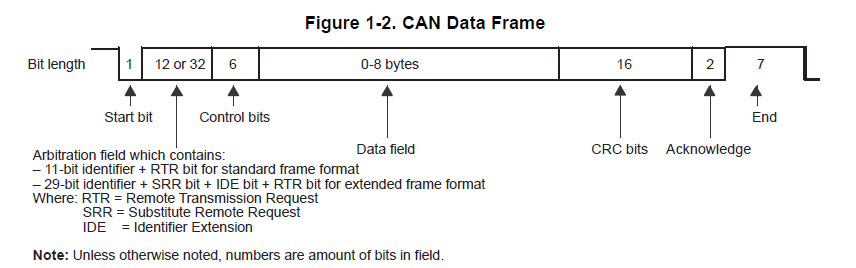 Figure 1-2. CAN Data Frame
Bit length 1 12 or 32 6 0-8 bytes 16 2 7
Start bit Control bits End
Data field CRC bits Acknowledge
Arbitration field which contains:
– 11-bit identifier + RTR bit for standard frame format
– 29-bit identifier + SRR bit + IDE bit + RTR bit for extended frame format
Where: RTR = Remote Transmission Request
SRR = Substitute Remote Request
IDE = Identifier Extension
Note: Unless otherwise noted, numbers are amount of bits in field.